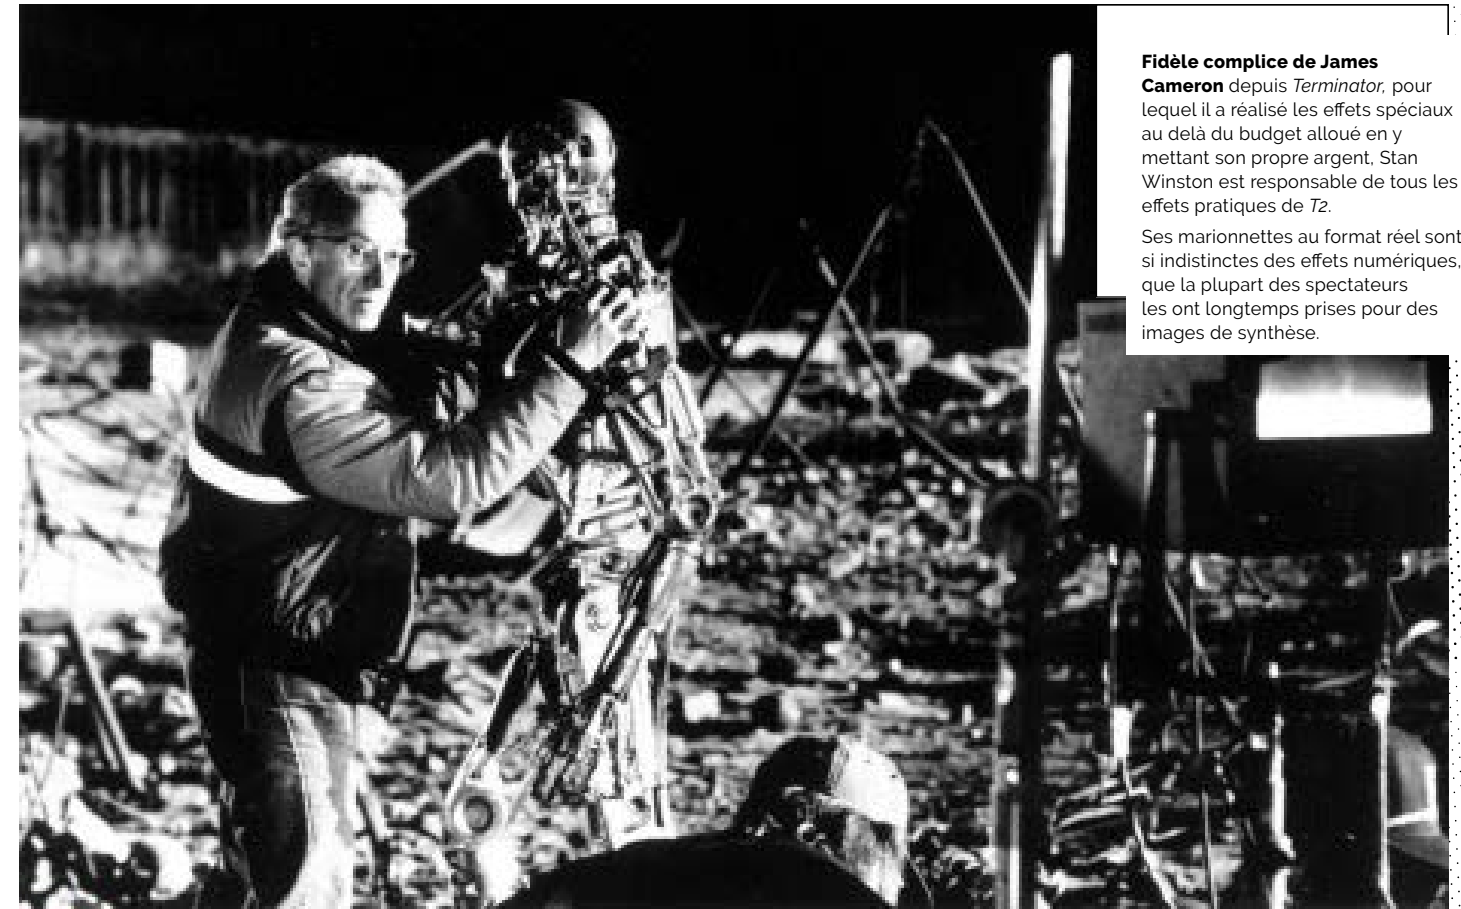 Fidèle complice de James
Cameron depuis Terminator, pour
lequel il a réalisé les effets spéciaux
au delà du budget alloué en y
mettant son propre argent, Stan
Winston est responsable de tous les
effets pratiques de T2.
Ses marionnettes au format réel sont
si indistinctes des effets numériques,
que la plupart des spectateurs
les ont longtemps prises pour des
images de synthèse.